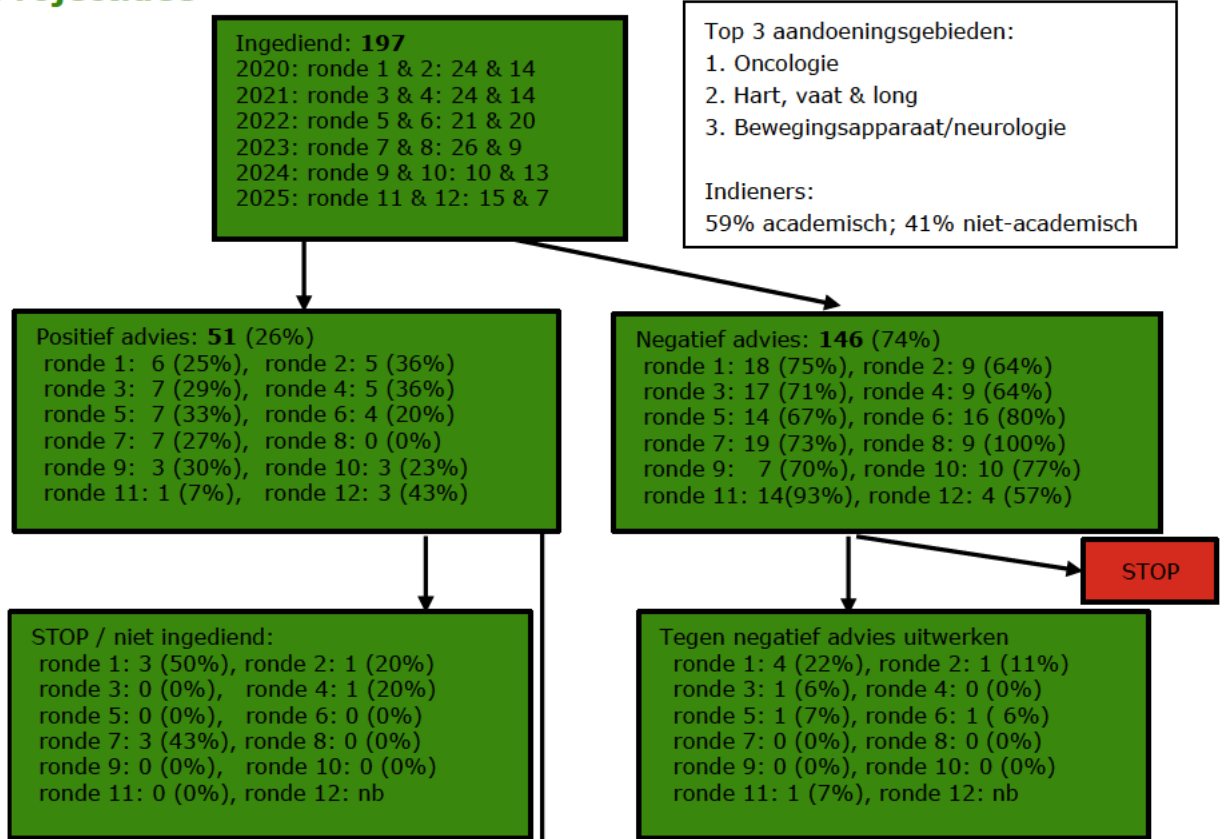 Ingediend: 197
2020: ronde 1 & 2: 24 & 14
2021: ronde 3 & 4: 24 & 14
2022: ronde 5 & 6: 21 & 20
2023: ronde 7 & 8: 26 & 9
2024: ronde 9 & 10: 10 & 13
2025: ronde 11 & 12: 15 & 7
Top 3 aandoeningsgebieden:
1. Oncologie
2. Hart, vaat & long
3. Bewegingsapparaat/neurologie
Indieners:
59% academisch; 41% niet-academisch
Positief advies: 51 (26%)
ronde 1: 6 (25%), ronde 2: 5 (36%)
ronde 3: 7 (29%), ronde 4: 5 (36%)
ronde 5: 7 (33%), ronde 6: 4 (20%)
ronde 7: 7 (27%), ronde 8: 0 (0%)
ronde 9: 3 (30%), ronde 10: 3 (23%)
ronde 11: 1 (7%), ronde 12: 3 (43%)
Negatief advies: 146 (74%)
ronde 1: 18 (75%), ronde 2: 9 (64%)
ronde 3: 17 (71%), ronde 4: 9 (64%)
ronde 5: 14 (67%), ronde 6: 16 (80%)
ronde 7: 19 (73%), ronde 8: 9 (100%)
ronde 9: 7 (70%), ronde 10: 10 (77%)
ronde 11: 14(93%), ronde 12: 4 (57%)
STOP
STOP / niet ingediend:
ronde 1: 3 (50%), ronde 2: 1 (20%)
ronde 3: 0 (0%), ronde 4: 1 (20%)
ronde 5: 0 (0%), ronde 6: 0 (0%)
ronde 7: 3 (43%), ronde 8: 0 (0%)
ronde 9: 0 (0%), ronde 10: 0 (0%)
ronde 11: 0 (0%), ronde 12: nb
Tegen negatief advies uitwerken
ronde 1: 4 (22%), ronde 2: 1 (11%)
ronde 3: 1 (6%), ronde 4: 0 (0%)
ronde 5: 1 (7%), ronde 6: 1 ( 6%)
ronde 7: 0 (0%), ronde 8: 0 (0%)
ronde 9: 0 (0%), ronde 10: 0 (0%)
ronde 11: 1 (7%), ronde 12: nb